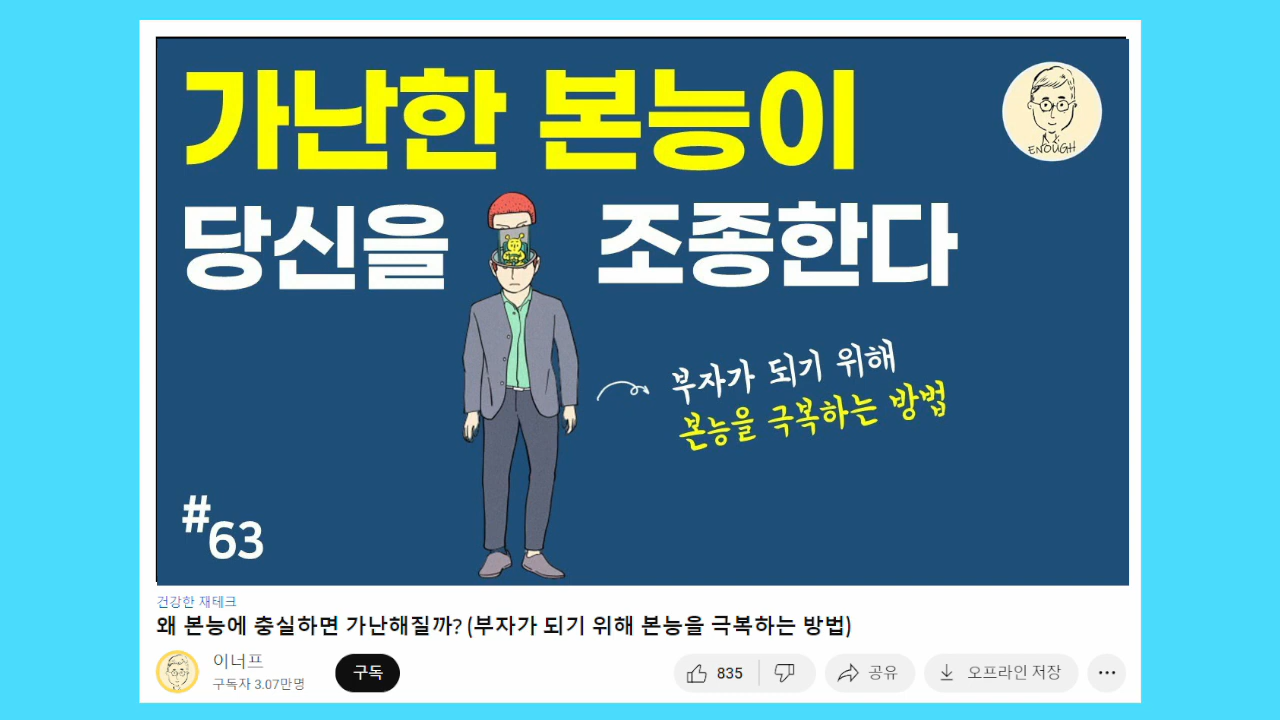 가난한 본능이
당신을 조종한다
ENOUGH
부자가 되기 위해
본능을 극복하는 방법
#63
건강한 재테크
왜 본능에 충실하면 가난해질까? (부자가 되기 위해 본능을 극복하는 방법)
이너프
구독자 3.07만명
구독
835
공유
오프라인 저장